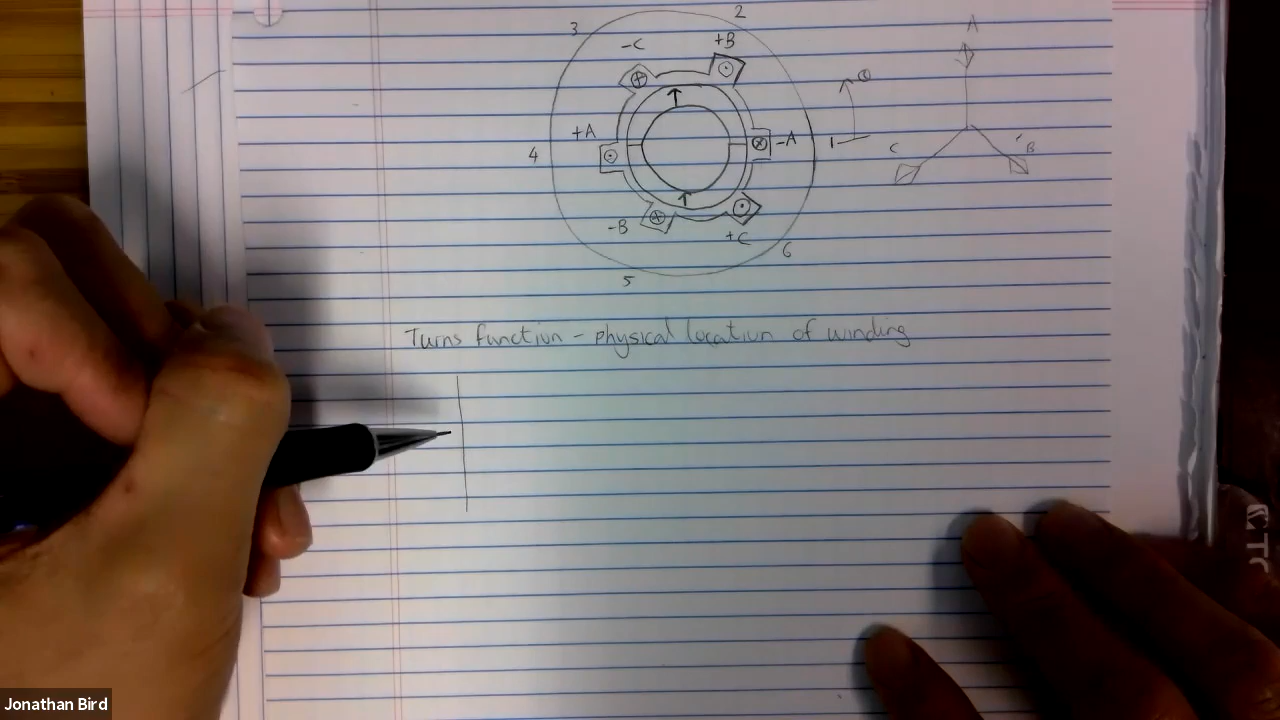 3 2
-C +B
+A -A
4
-B +C
5 6
θ
1
A
C B
Turns function - physical location of winding
Jonathan Bird